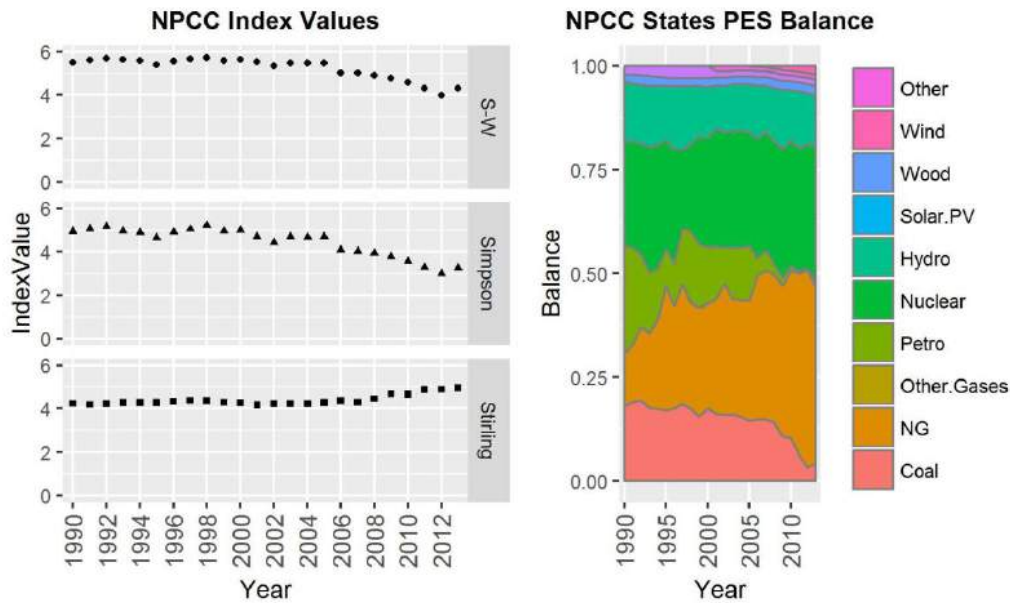 NPCC Index Values
IndexValue
6
4
2
0
S-W
6
4
2
0
Simpson
6
4
2
0
Stirling
1990
1992
1994
1996
1998
2000
2002
2004
2006
2008
2010
2012
Year
NPCC States PES Balance
Balance
1.00
0.75
0.50
0.25
0.00
1990
1995
2000
2005
2010
Year
Other
Wind
Wood
Solar.PV
Hydro
Nuclear
Petro
Other.Gases
NG
Coal